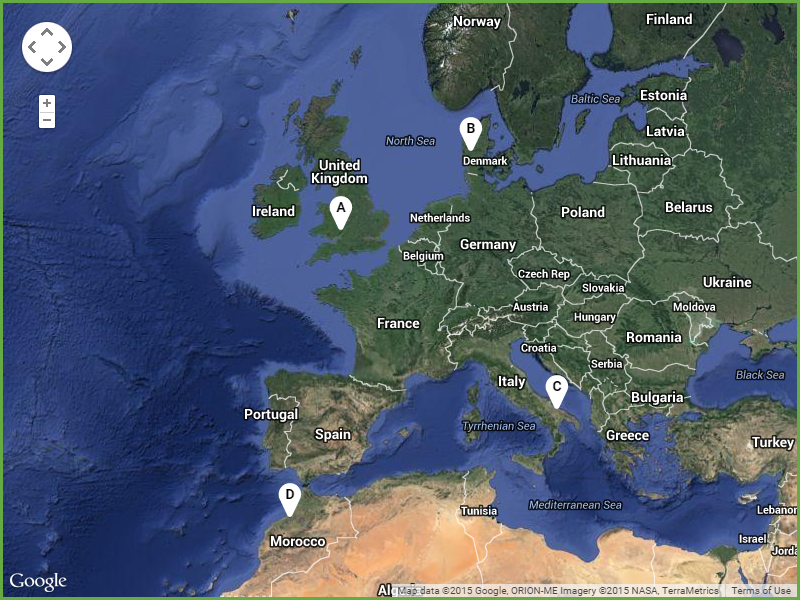 Norway
Finland
+
−
Baltic Sea
Estonia
North Sea
B
Latvia
Denmark
Lithuania
United
Kingdom
A
Ireland
Netherlands
Poland
Belarus
Germany
Belgium
Czech Rep
Ukraine
Slovakia
Austria
Moldova
Hungary
France
Romania
Croatia
Serbia
Black Sea
Italy
C
Bulgaria
Portugal
Spain
Tyrrhenian Sea
Greece
Turkey
D
Mediterranean Sea
Tunisia
Lebanon
Morocco
Israel
Jorda
Google
Map data ©2015 Google, ORION-ME Imagery ©2015 NASA, TerraMetrics
Terms of Use